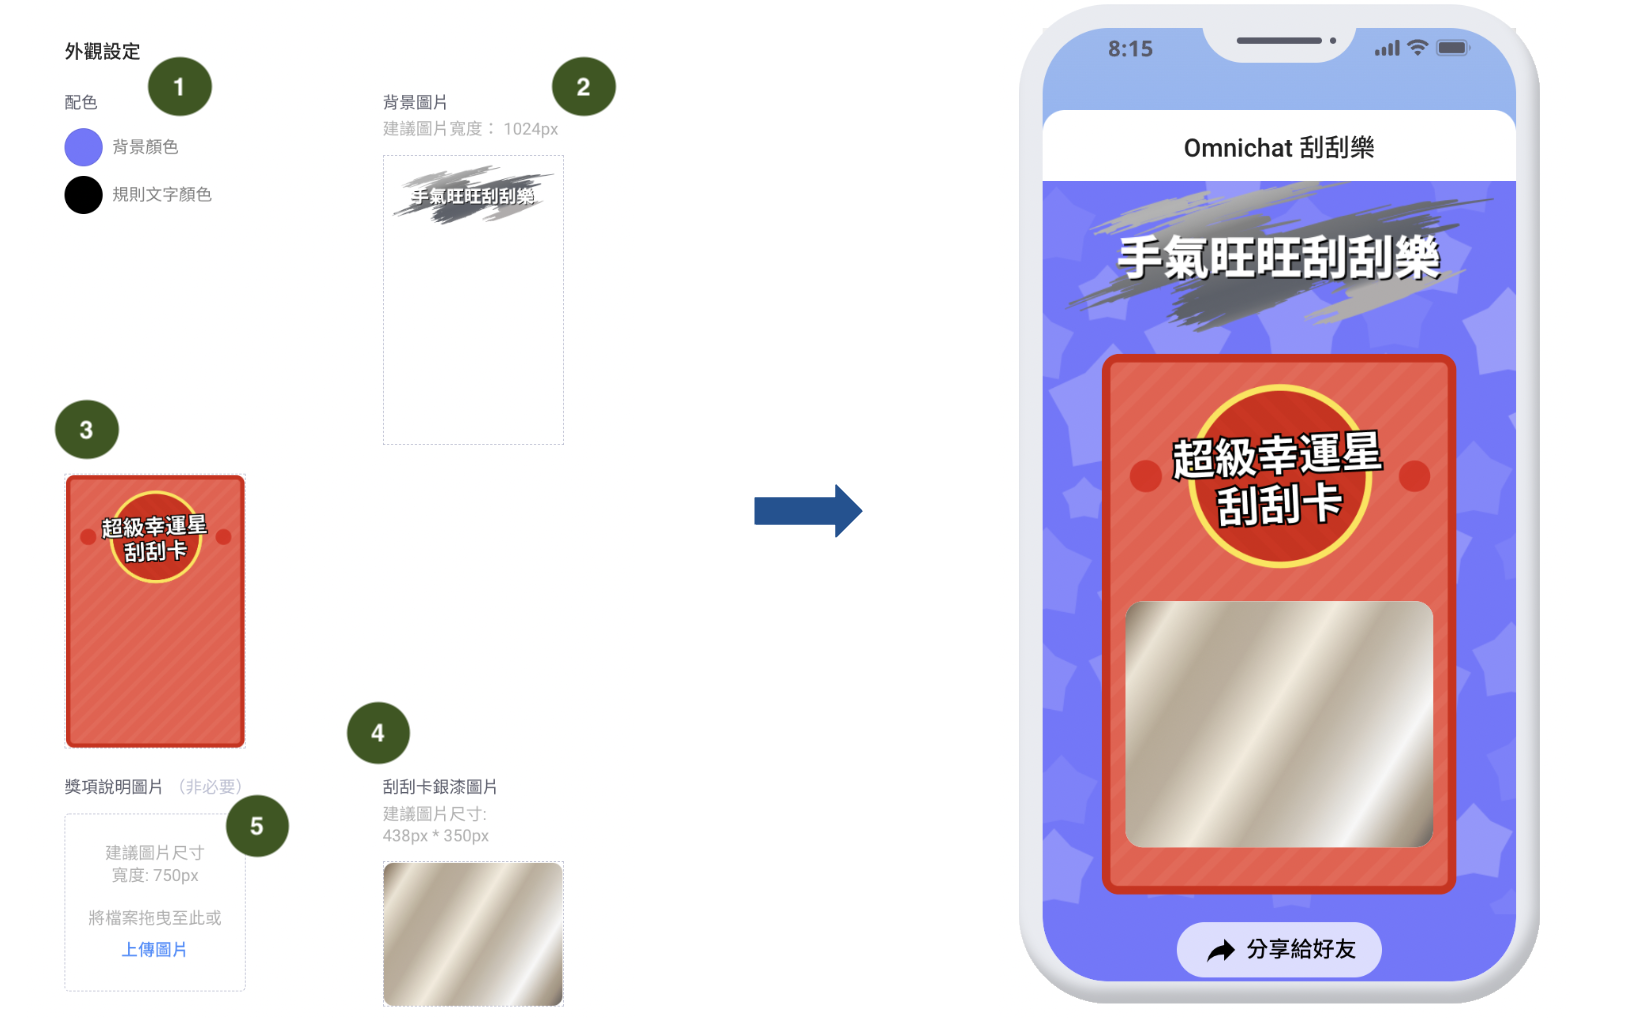 外觀設定
1
配色
背景顏色
規則文字顏色
2
背景圖片
建議圖片寬度： 1024px
手氣旺旺刮刮樂
3
超級幸運星
刮刮卡
4
刮刮卡銀漆圖片
建議圖片尺寸:
438px * 350px
獎項說明圖片 （非必要）
5
建議圖片尺寸
寬度: 750px
將檔案拖曳至此或
上傳圖片
8:15
Omnichat 刮刮樂
手氣旺旺刮刮樂
超級幸運星
刮刮卡
分享給好友